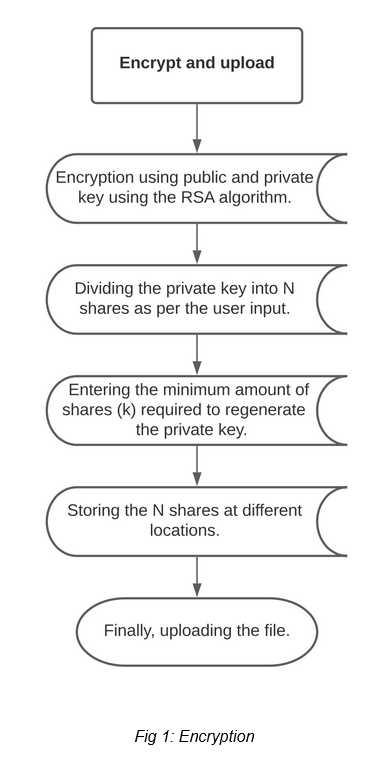 Encrypt and upload
Encryption using public and private
key using the RSA algorithm.
Dividing the private key into N
shares as per the user input.
Entering the minimum amount of
shares (k) required to regenerate
the private key.
Storing the N shares at different
locations.
Finally, uploading the file.
Fig 1: Encryption